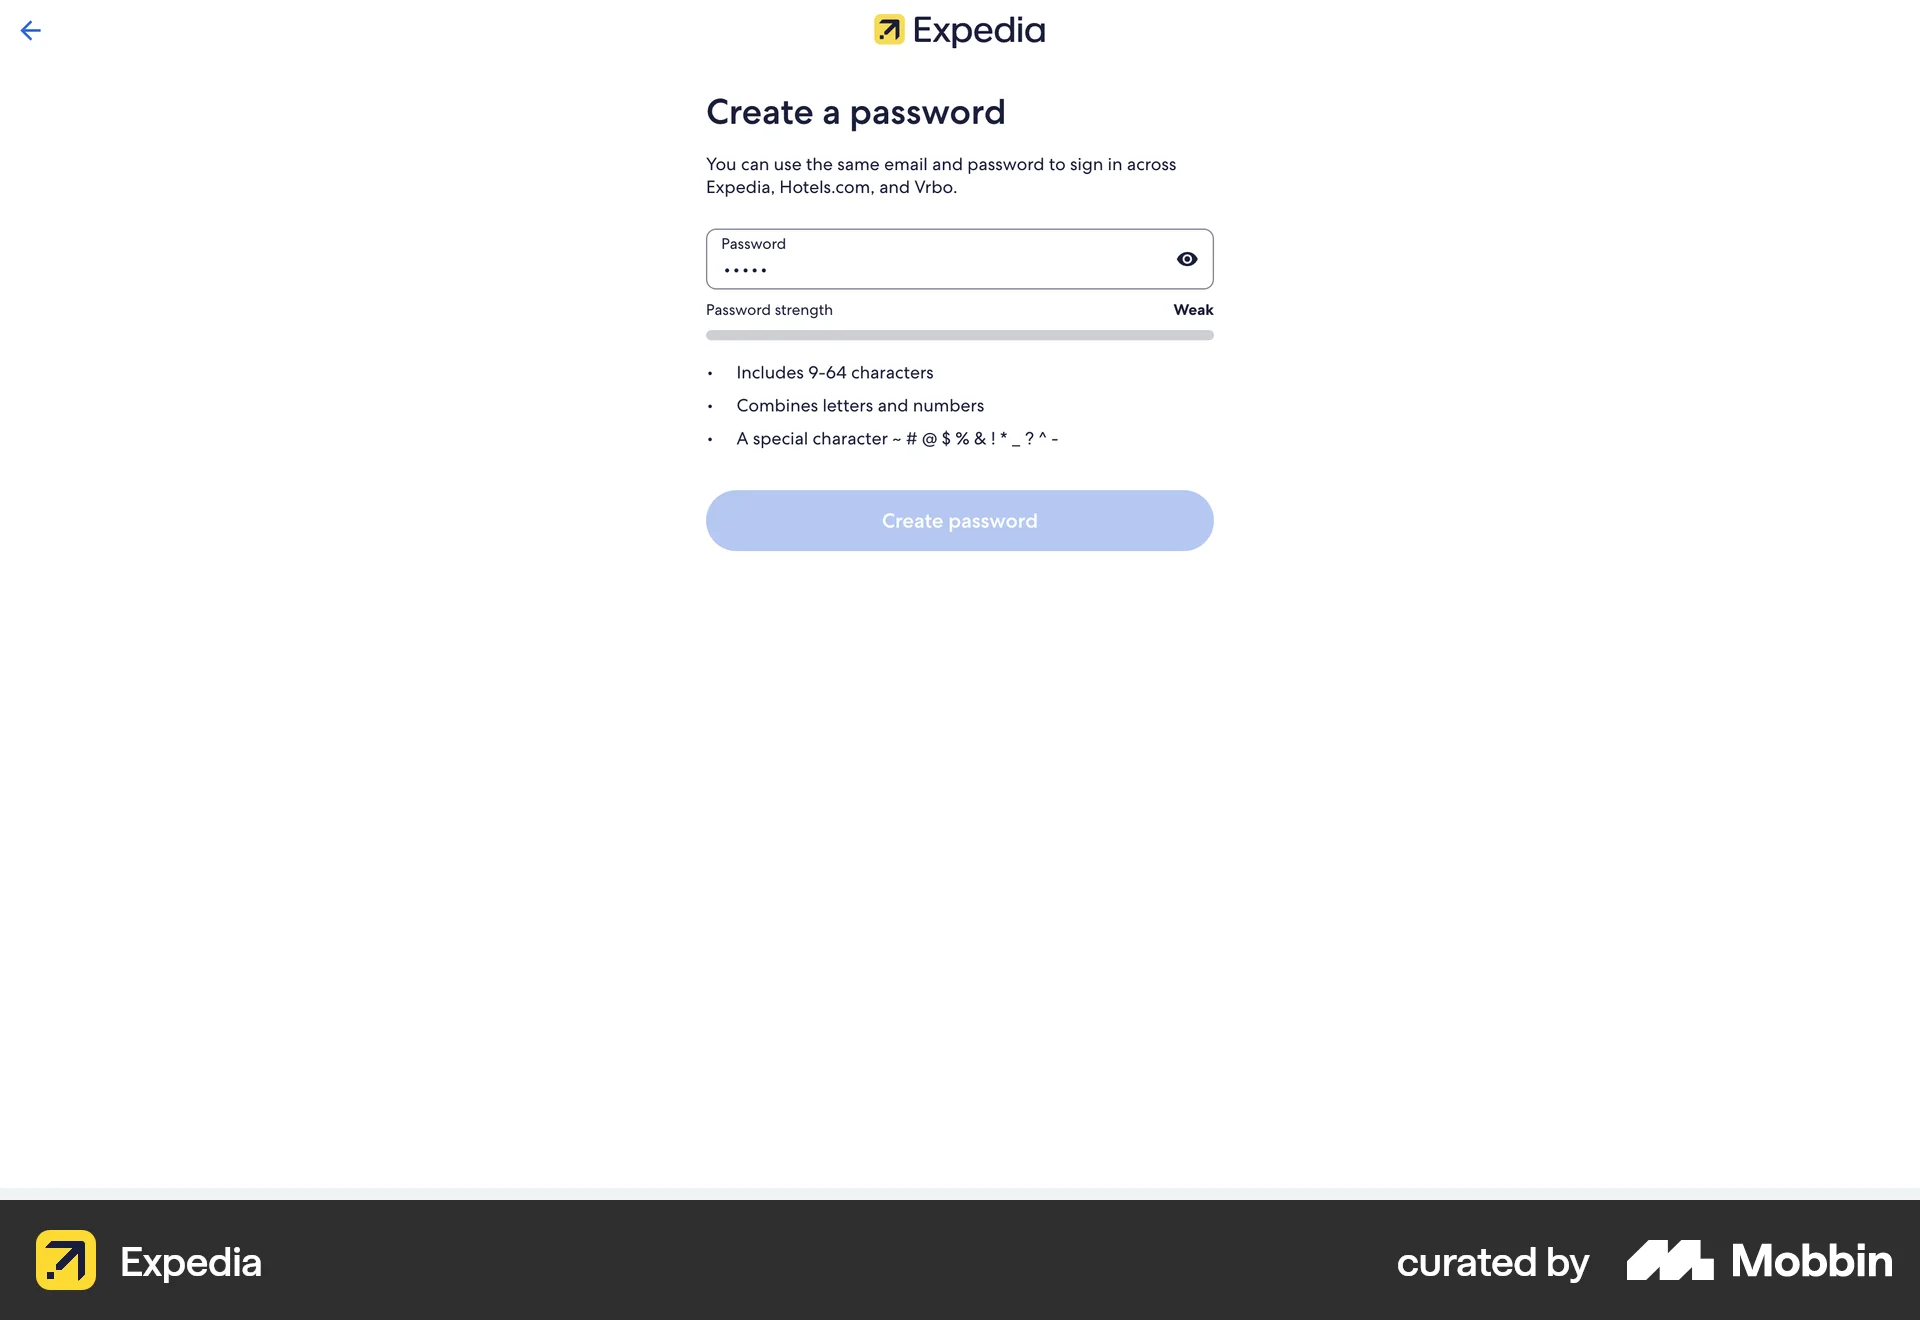 Expedia
Create a password
You can use the same email and password to sign in across
Expedia, Hotels.com, and Vrbo.
Password
•••••
Password strength
Weak
• Includes 9-64 characters
• Combines letters and numbers
• A special character ~ # @ $ % & ! * _ ? ^ -
Create password
Expedia
curated by Mobbin